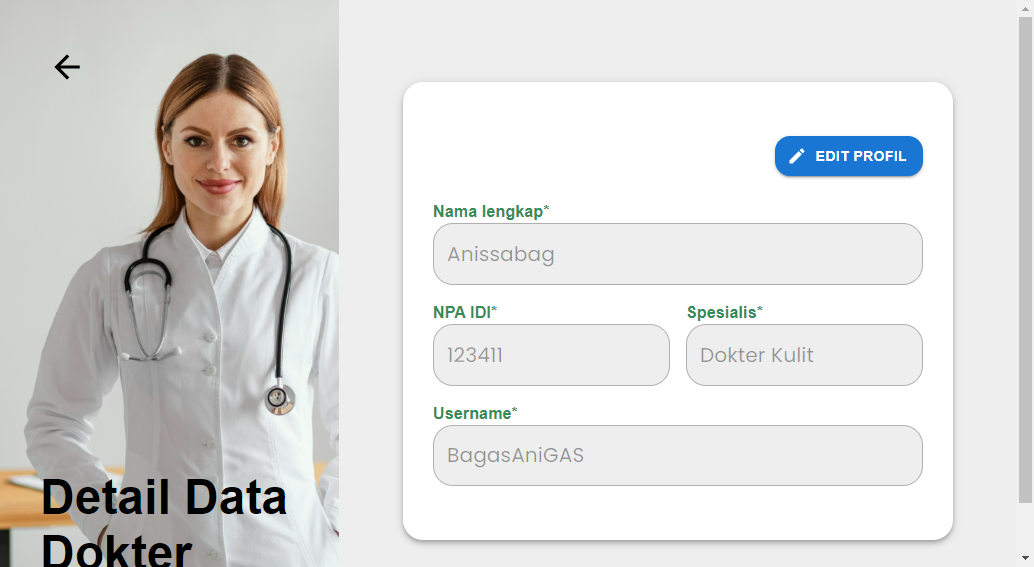 Detail Data
Dokter
EDIT PROFIL
Nama lengkap*
Anissabag
NPA IDI*
123411
Spesialis*
Dokter Kulit
Username*
BagasAniGAS